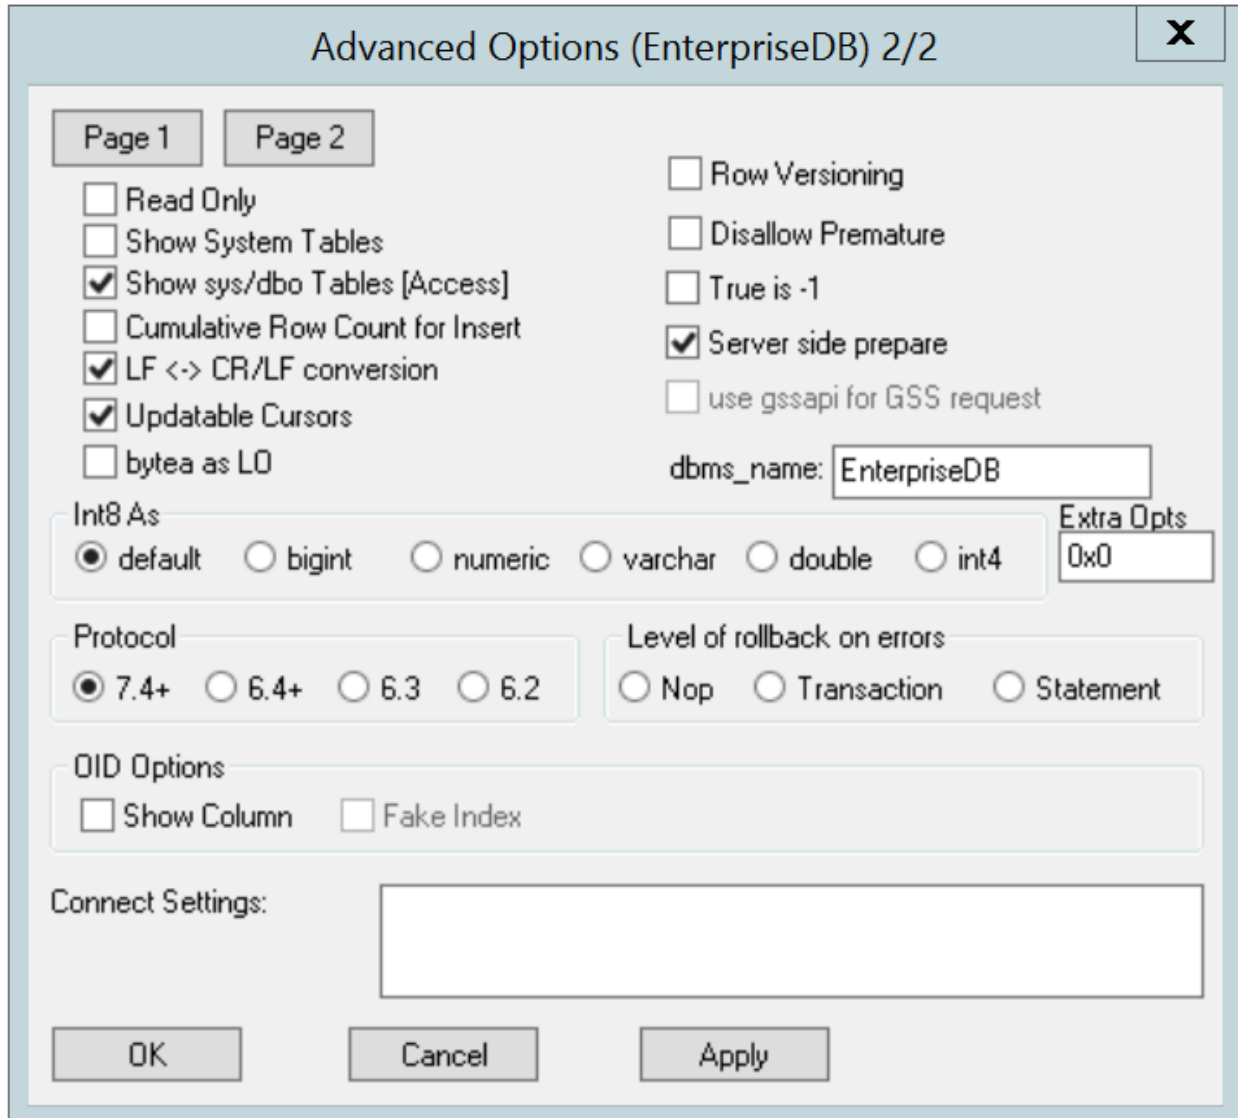 Advanced Options (EnterpriseDB) 2/2
X
Page 1 Page 2
Read Only
Show System Tables
Show sys/dbo Tables [Access]
Cumulative Row Count for Insert
LF <-> CR/LF conversion
Updatable Cursors
bytea as LO
Row Versioning
Disallow Premature
True is -1
Server side prepare
use gssapi for GSS request
dbms_name: EnterpriseDB
Int8 As
default bigint numeric varchar double int4
Extra Opts
0x0
Protocol
7.4+ 6.4+ 6.3 6.2
Level of rollback on errors
Nop Transaction Statement
OID Options
Show Column Fake Index
Connect Settings:
OK Cancel Apply